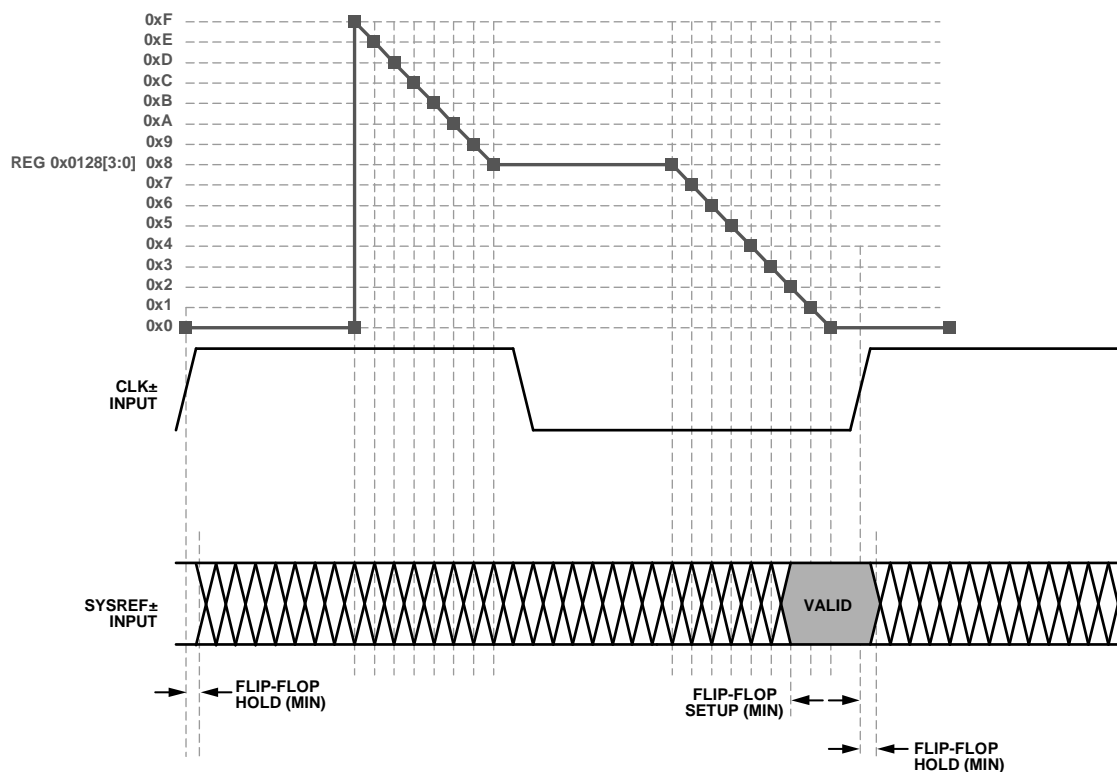 0xF
0xE
0xD
0xC
0xB
0xA
0x9
REG 0x0128[3:0] 0x8
0x7
0x6
0x5
0x4
0x3
0x2
0x1
0x0
CLK±
INPUT
SYSREF±
INPUT
VALID
FLIP-FLOP
HOLD (MIN)
FLIP-FLOP
SETUP (MIN)
FLIP-FLOP
HOLD (MIN)